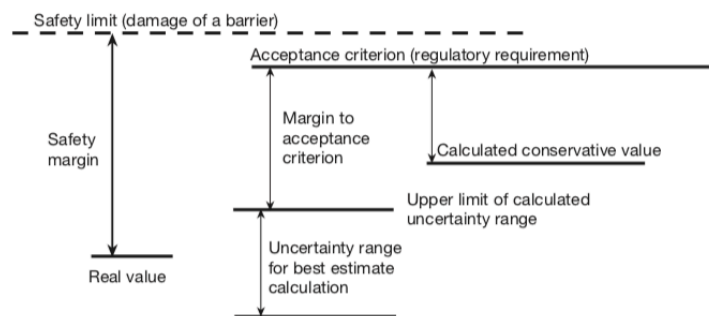 Safety limit (damage of a barrier)
Acceptance criterion (regulatory requirement)
Safety
margin
Margin to
acceptance
criterion
Calculated conservative value
Upper limit of calculated
uncertainty range
Real value
Uncertainty range
for best estimate
calculation